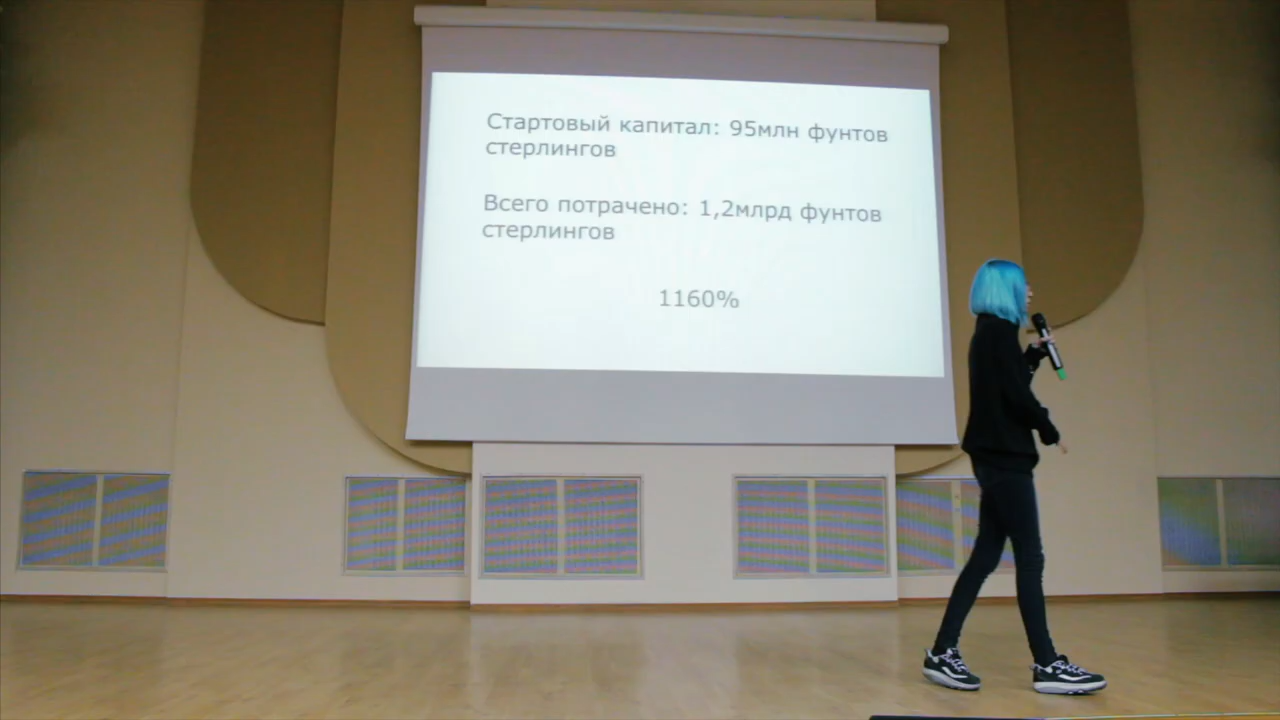 Стартовый капитал: 95млн фунтов
стерлингов
Всего потрачено: 1,2млрд фунтов
стерлингов
1160%